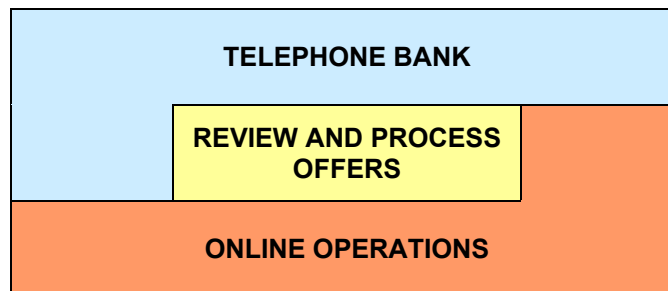 TELEPHONE BANK
REVIEW AND PROCESS
OFFERS
ONLINE OPERATIONS